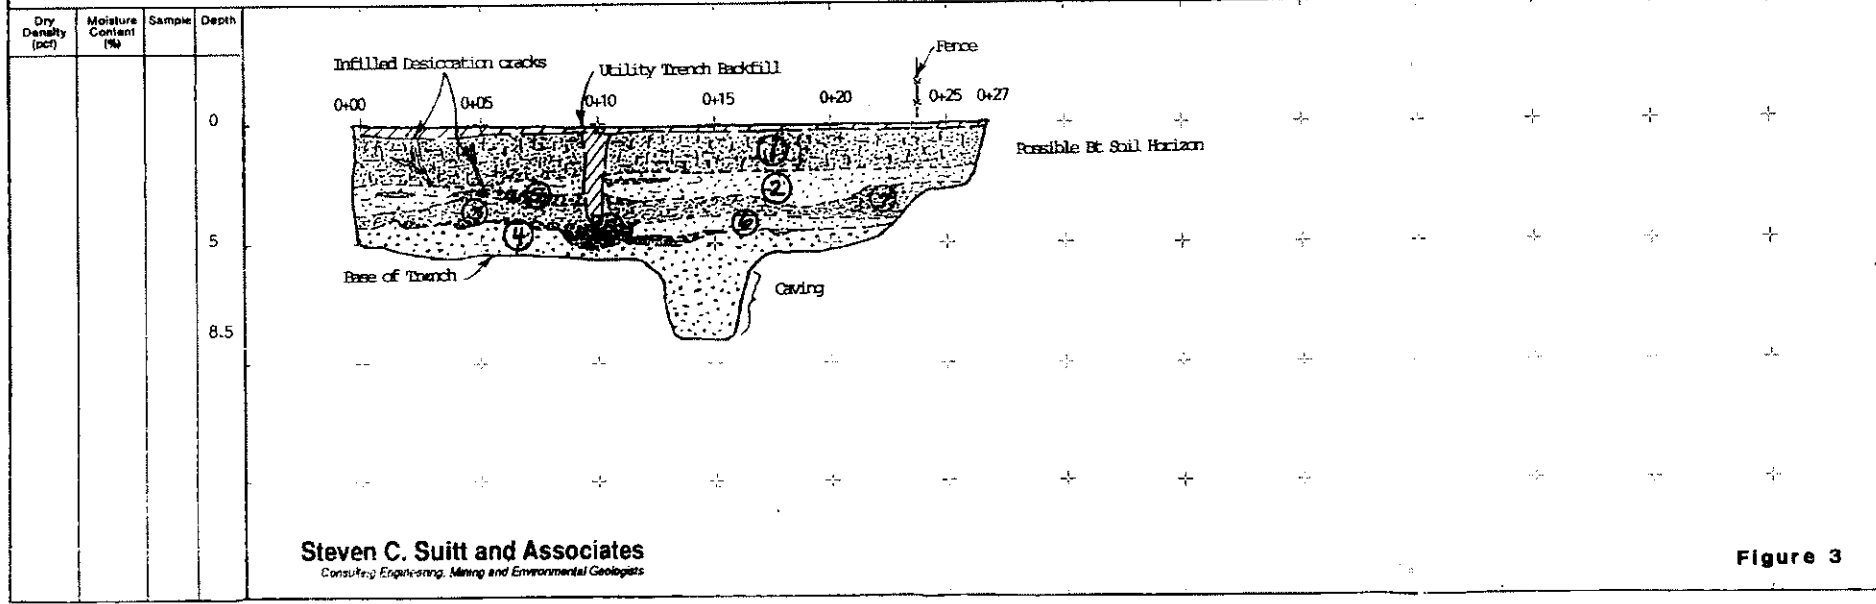 Dry
Density
(pcf)
Moisture
Content
(%)
Sample
Depth
Fence
Infilled Desiccation cracks
Utility Trench Backfill
0+00
0+05
0+10
0+15
0+20
0+25
0+27
0
1
Possible Bt Soil Horizon
2
3
6
4
5
Base of Trench
Caving
8.5
Steven C. Suitt and Associates
Consulting Engineering, Mining and Environmental Geologists
Figure 3